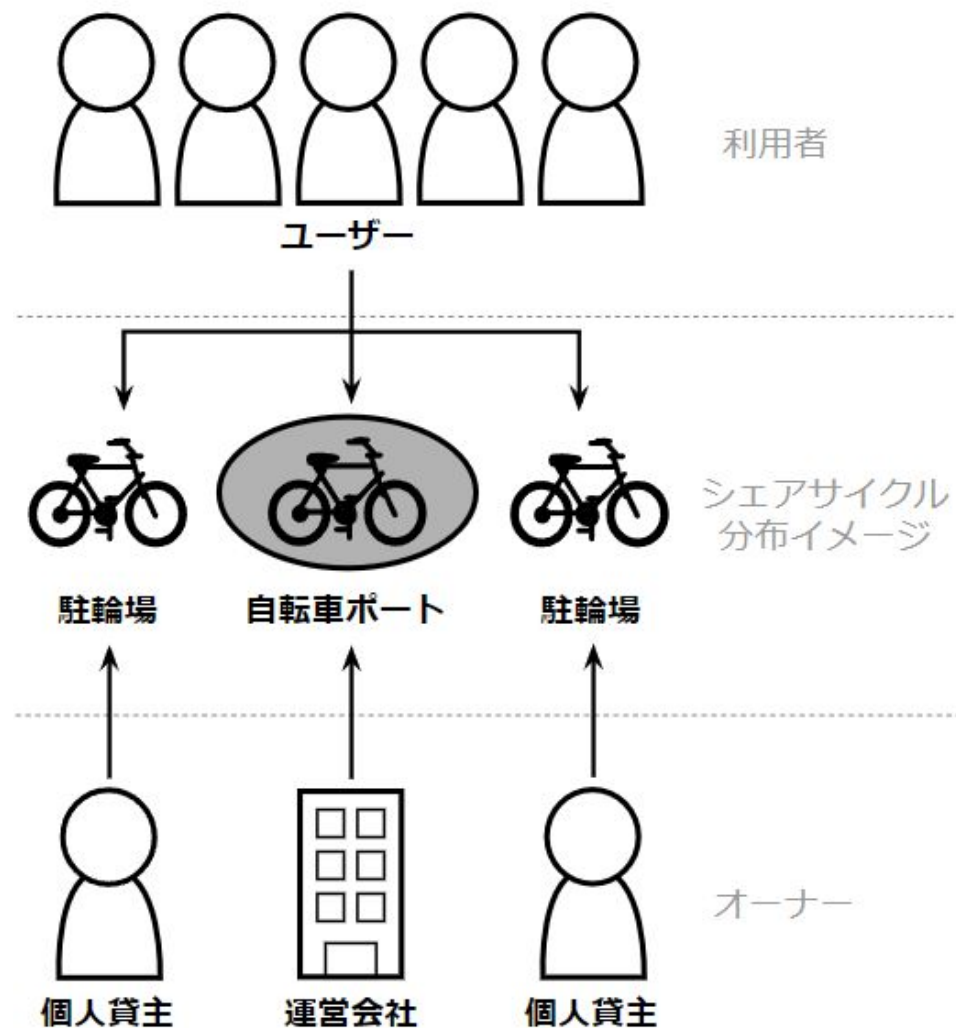 利用者
ユーザー
シェアサイクル
分布イメージ
駐輪場
自転車ポート
駐輪場
オーナー
個人貸主
運営会社
個人貸主